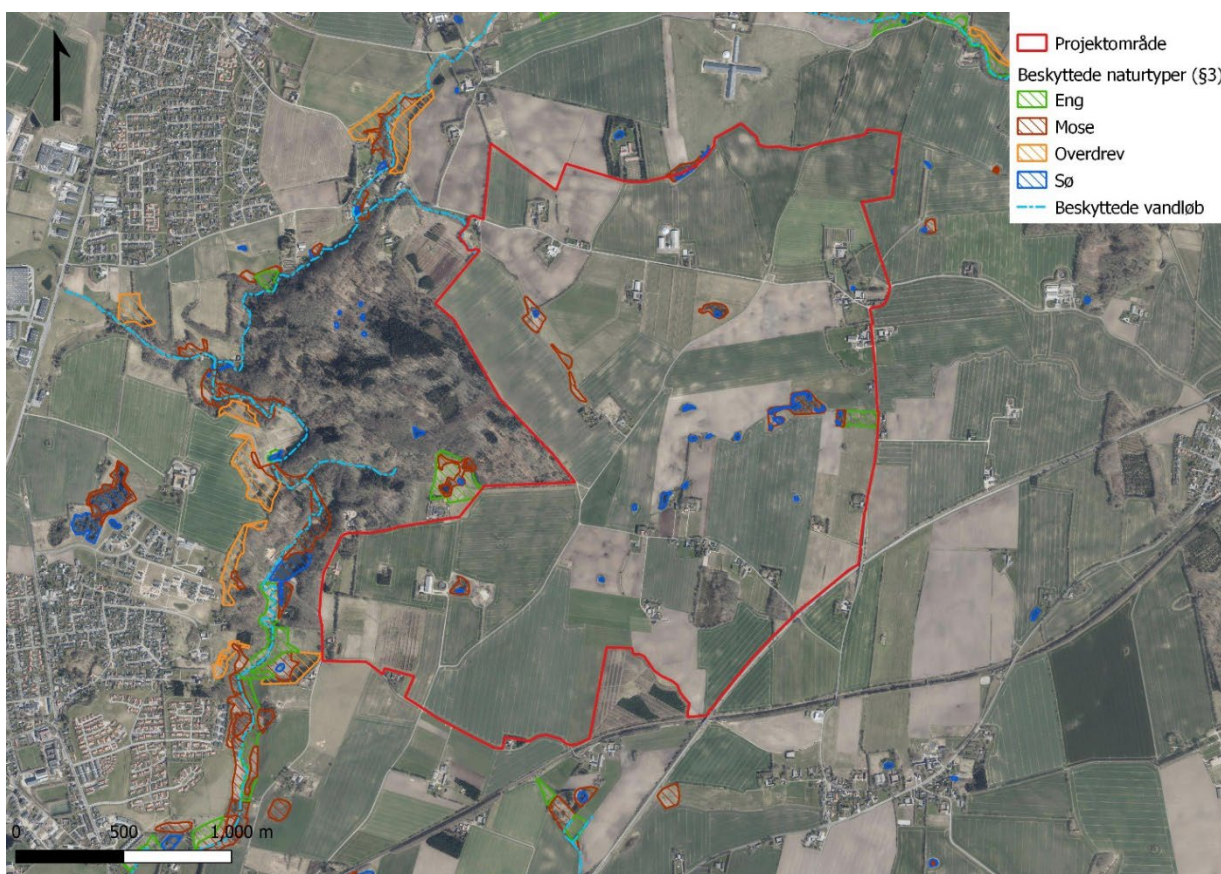 Projektområde
Beskyttede naturtyper (§3)
Eng
Mose
Overdrev
Sø
Beskyttede vandløb
0 500 1.000 m